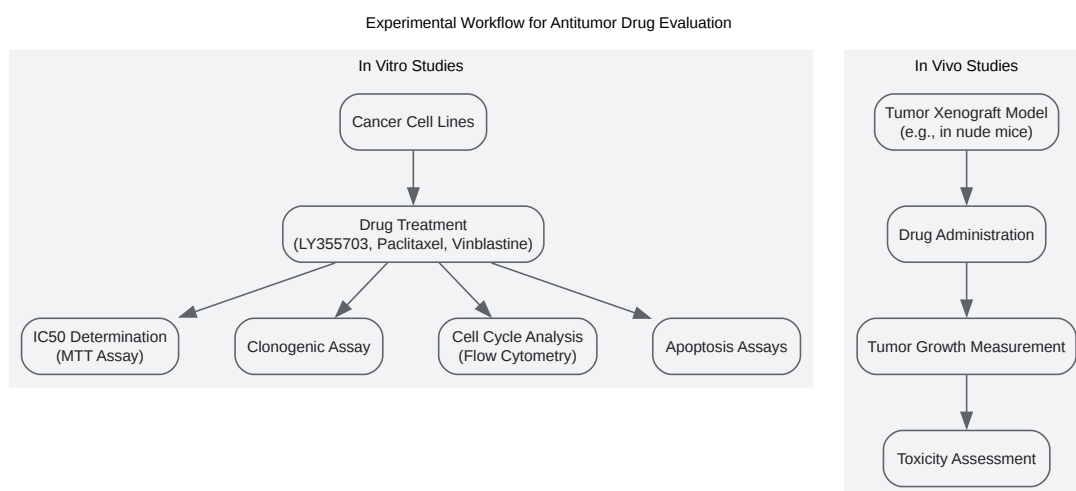 Experimental Workflow for Antitumor Drug Evaluation
In Vitro Studies
Cancer Cell Lines
Drug Treatment
(LY355703, Paclitaxel, Vinblastine)
IC50 Determination
(MTT Assay)
Clonogenic Assay
Cell Cycle Analysis
(Flow Cytometry)
Apoptosis Assays
In Vivo Studies
Tumor Xenograft Model
(e.g., in nude mice)
Drug Administration
Tumor Growth Measurement
Toxicity Assessment